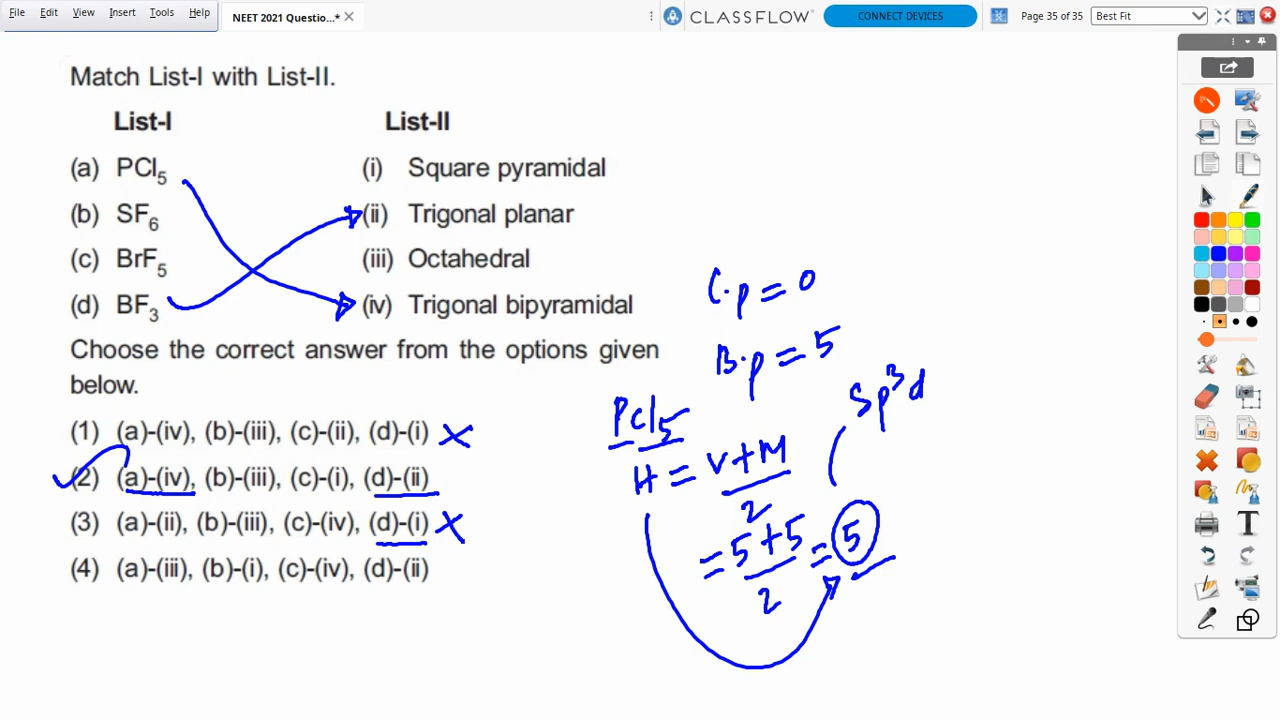 File Edit View Insert Tools Help
NEET 2021 Questio...*
CLASSFLOW
CONNECT DEVICES
Page 35 of 35
Best Fit
Match List-I with List-II.
List-I List-II
(a) PCl5 (i) Square pyramidal
(b) SF6 (ii) Trigonal planar
(c) BrF5 (iii) Octahedral
(d) BF3 (iv) Trigonal bipyramidal
Choose the correct answer from the options given
below.
(1) (a)-(iv), (b)-(iii), (c)-(ii), (d)-(i) X
(2) (a)-(iv), (b)-(iii), (c)-(i), (d)-(ii)
(3) (a)-(ii), (b)-(iii), (c)-(iv), (d)-(i) X
(4) (a)-(iii), (b)-(i), (c)-(iv), (d)-(ii)
L.p = 0
B.p = 5
Sp3d
PCl5
H = V+M
2
= 5+5 = 5
2
T